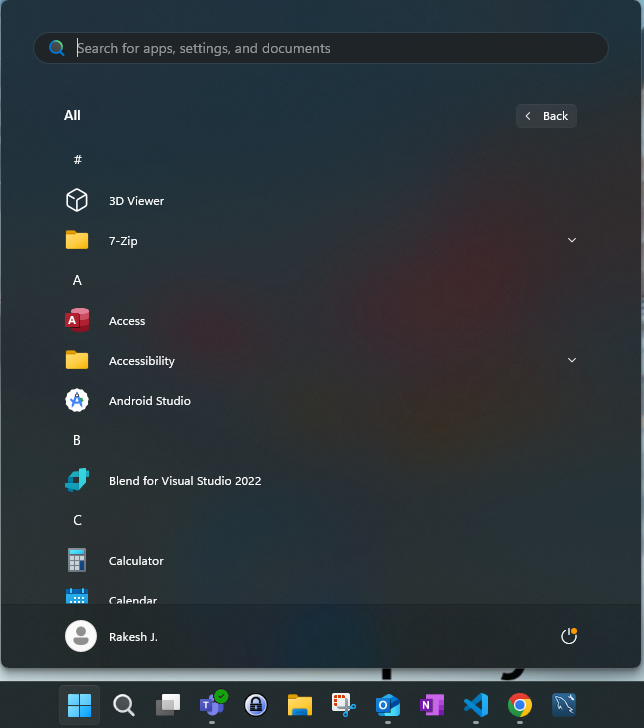 Search for apps, settings, and documents
All
Back
#
3D Viewer
7-Zip
A
Access
Accessibility
Android Studio
B
Blend for Visual Studio 2022
C
Calculator
Calendar
Rakesh J.